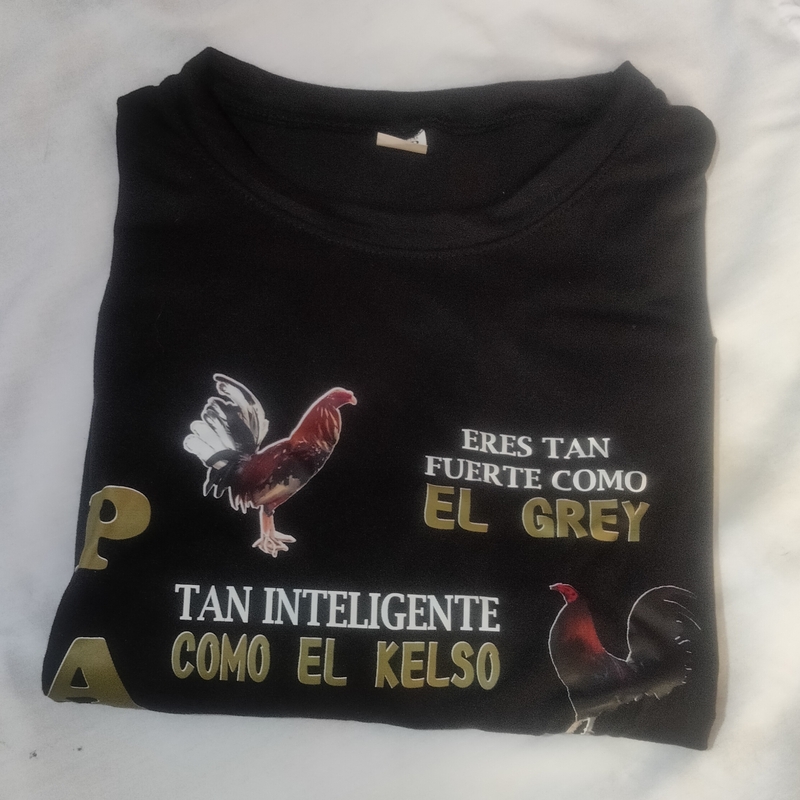 ERES TAN
FUERTE COMO
EL GREY
P
TAN INTELIGENTE
COMO EL KELSO
A